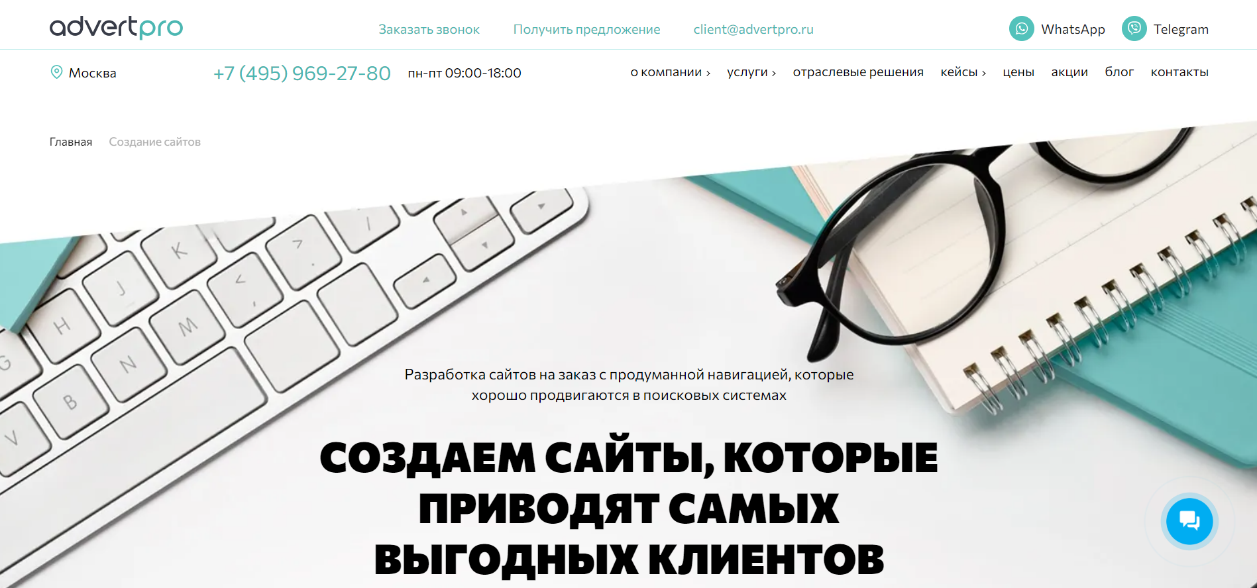 advertpro
Заказать звонок
Получить предложение
client@advertpro.ru
WhatsApp
Telegram
Москва
+7 (495) 969-27-80
пн-пт 09:00-18:00
о компании ›
услуги ›
отраслевые решения
кейсы ›
цены
акции
блог
контакты
Главная
Создание сайтов
K
J
H
G
<
,
>
.
/
M
N
B
V
Разработка сайтов на заказ с продуманной навигацией, которые
хорошо продвигаются в поисковых системах
СОЗДАЕМ САЙТЫ, КОТОРЫЕ
ПРИВОДЯТ САМЫХ
ВЫГОДНЫХ КЛИЕНТОВ